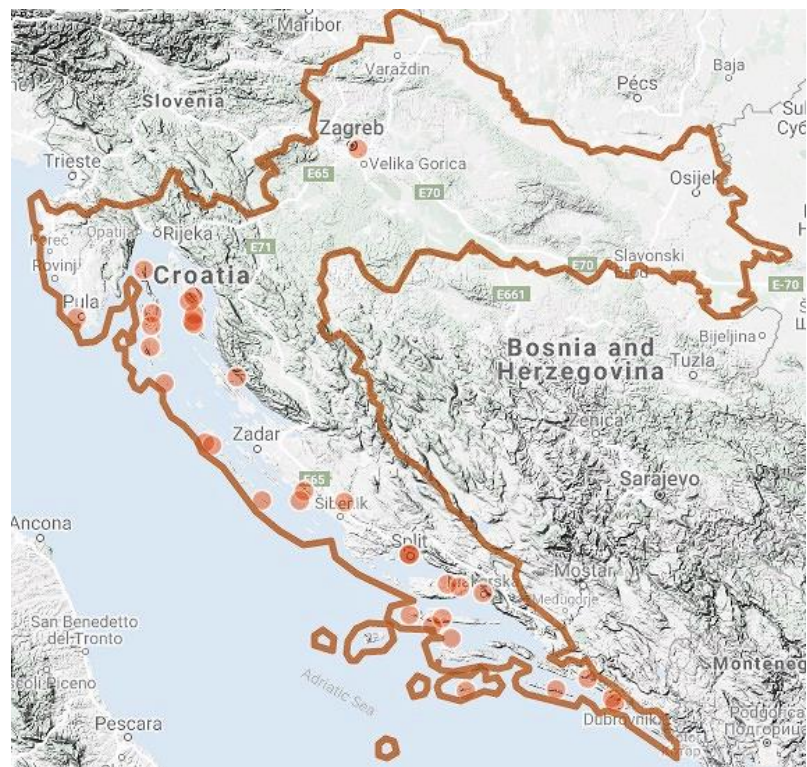 Maribor
Varaždin
Baja
Pécs
Slovenia
Zagreb
Velika Gorica
Trieste
E65
E70
Osijek
Opatija
Rijeka
Poreč
E71
Rovinj
Croatia
E70
Slavonski
E-70
Pula
E661
Bosnia and
Herzegovina
Bijeljina
Tuzla
Zenica
Zadar
E65
Sarajevo
Šibenik
Ancona
Split
Mostar
Makarska
Međugorje
San Benedetto
del Tronto
Adriatic Sea
Dubrovnik
Pescara